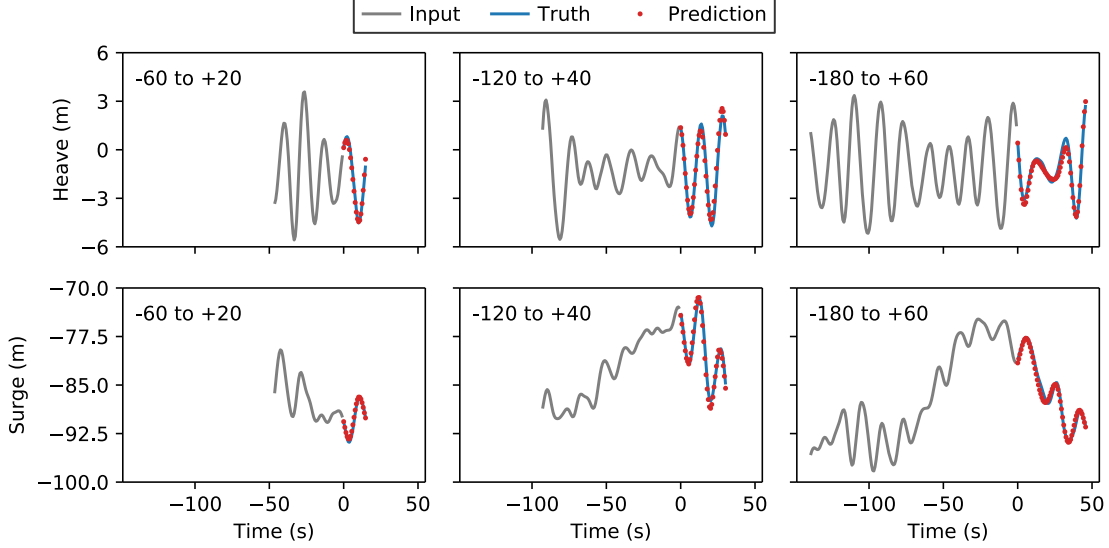 Input Truth Prediction
6
3
0
−3
−6
Heave (m)
-60 to +20
-120 to +40
-180 to +60
−70.0
−77.5
−85.0
−92.5
−100.0
Surge (m)
-60 to +20
-120 to +40
-180 to +60
−100 −50 0 50
−100 −50 0 50
−100 −50 0 50
Time (s) Time (s) Time (s)